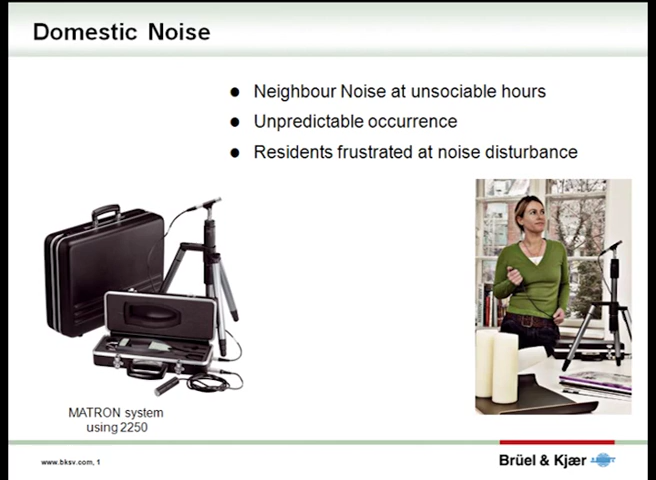 Domestic Noise
Neighbour Noise at unsociable hours
Unpredictable occurrence
Residents frustrated at noise disturbance
MATRON system
using 2250
www.bksv.com, 1
Brüel & Kjær